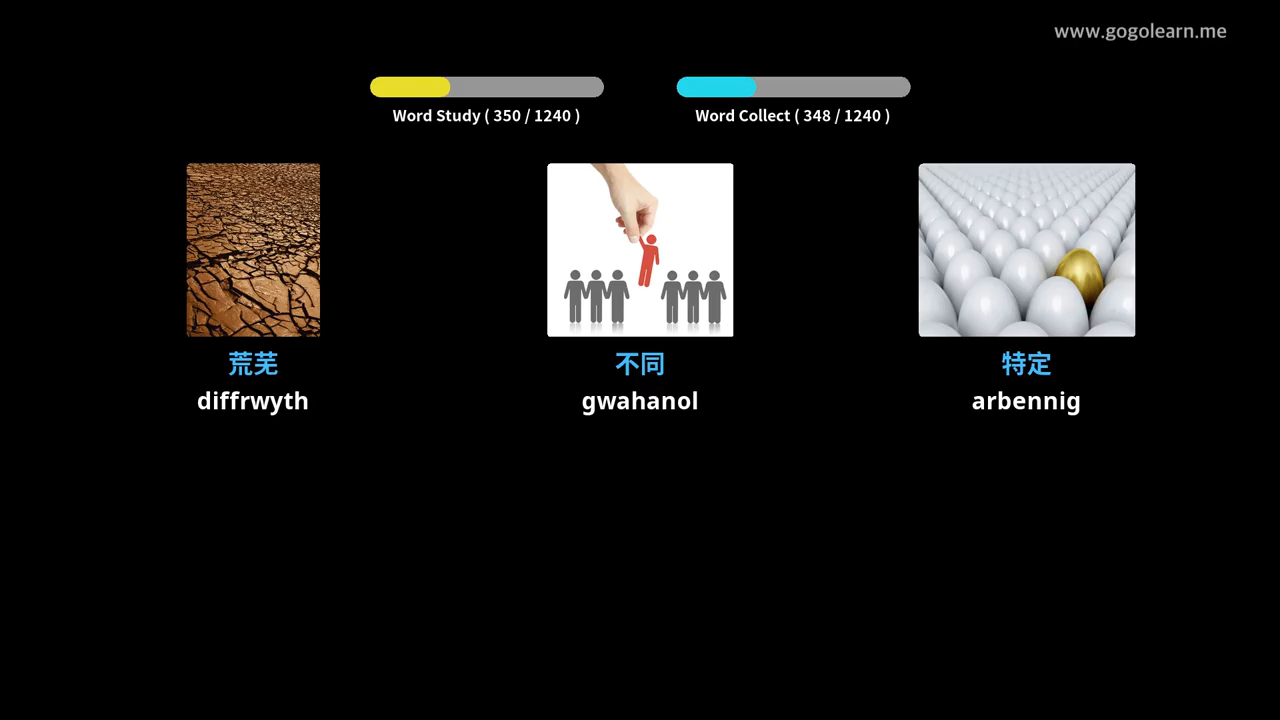 www.gogolearn.me
Word Study ( 350 / 1240 )
Word Collect ( 348 / 1240 )
荒芜
diffrwyth
不同
gwahanol
特定
arbennig